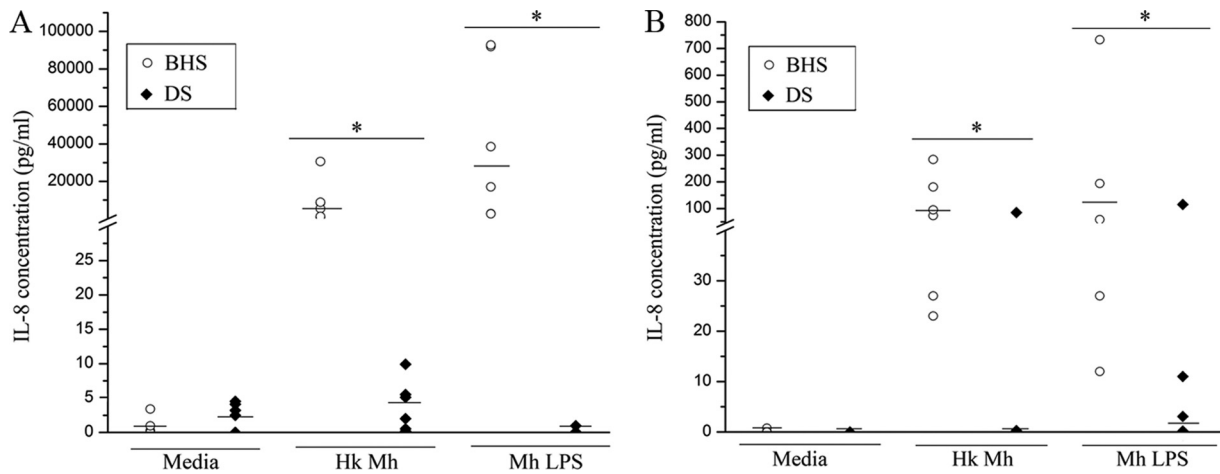 A
IL-8 concentration (pg/ml)
100000
80000
60000
40000
20000
25
20
15
10
5
0
BHS
DS
*
*
Media
Hk Mh
Mh LPS
B
IL-8 concentration (pg/ml)
800
700
600
500
400
300
200
100
30
20
10
0
BHS
DS
*
*
Media
Hk Mh
Mh LPS